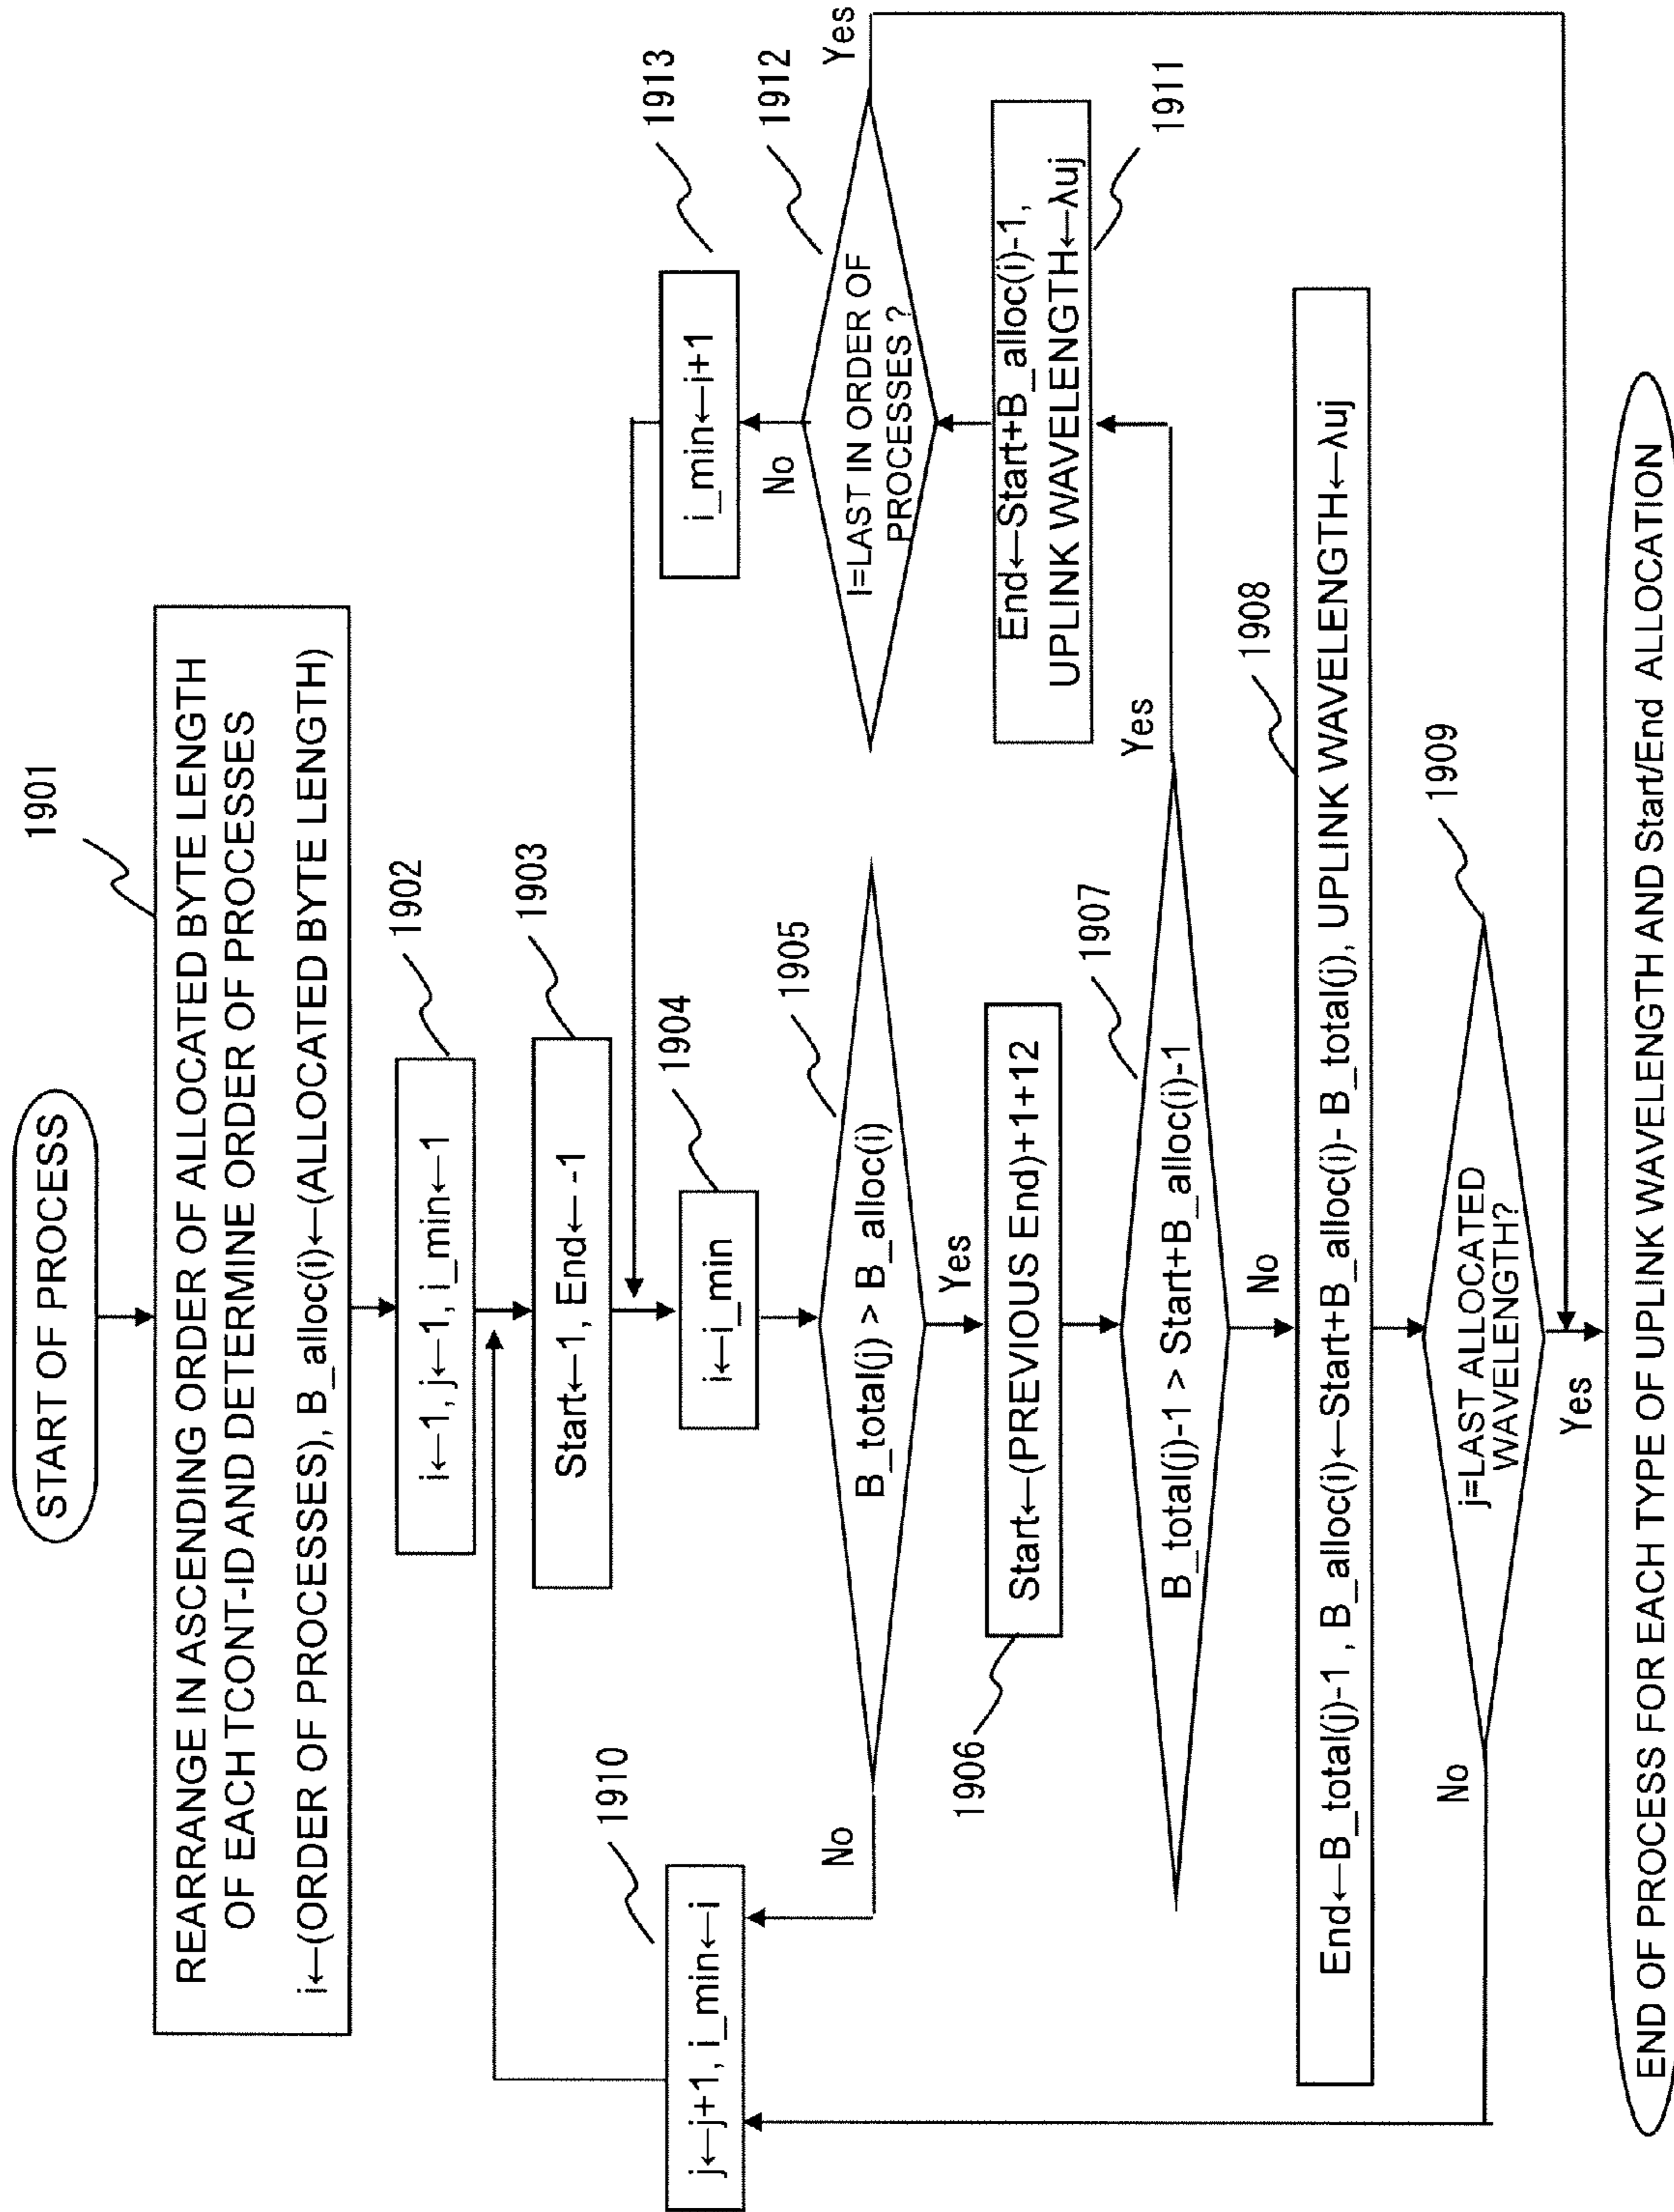 START OF PROCESS
1901
REARRANGE IN ASCENDING ORDER OF ALLOCATED BYTE LENGTH
OF EACH TCONT-ID AND DETERMINE ORDER OF PROCESSES
i←(ORDER OF PROCESSES), B_alloc(i)←(ALLOCATED BYTE LENGTH)
1902
i←1, j←1, i_min←1
1903
Start←1, End←-1
1904
i←i_min
1905
B_total(j) > B_alloc(i)
No
Yes
1906
Start←(PREVIOUS End)+1+12
1907
B_total(j)-1 > Start+B_alloc(i)-1
Yes
No
1908
End←B_total(j)-1 , B_alloc(i)←Start+B_alloc(i)- B_total(j), UPLINK WAVELENGTH←λuj
1909
j=LAST ALLOCATED
WAVELENGTH?
No
Yes
1910
j←j+1, i_min←i
1911
End←Start+B_alloc(i)-1,
UPLINK WAVELENGTH←λuj
1912
I=LAST IN ORDER OF
PROCESSES ?
Yes
No
1913
i_min←i+1
END OF PROCESS FOR EACH TYPE OF UPLINK WAVELENGTH AND Start/End ALLOCATION